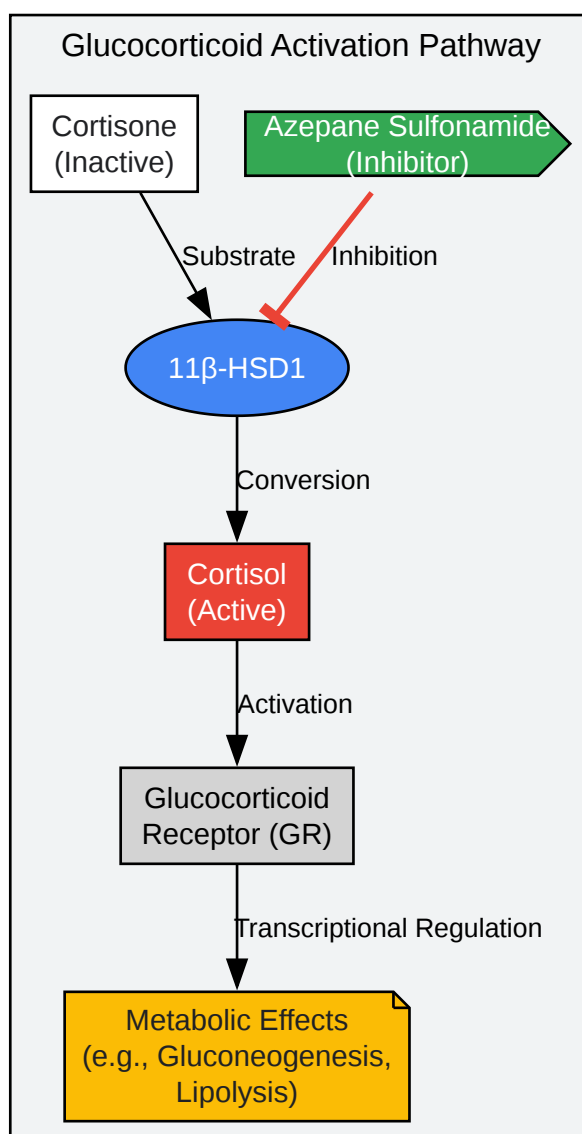 Glucocorticoid Activation Pathway
Cortisone
(Inactive)
Azepane Sulfonamide
(Inhibitor)
Substrate
Inhibition
11β-HSD1
Conversion
Cortisol
(Active)
Activation
Glucocorticoid
Receptor (GR)
Transcriptional Regulation
Metabolic Effects
(e.g., Gluconeogenesis,
Lipolysis)